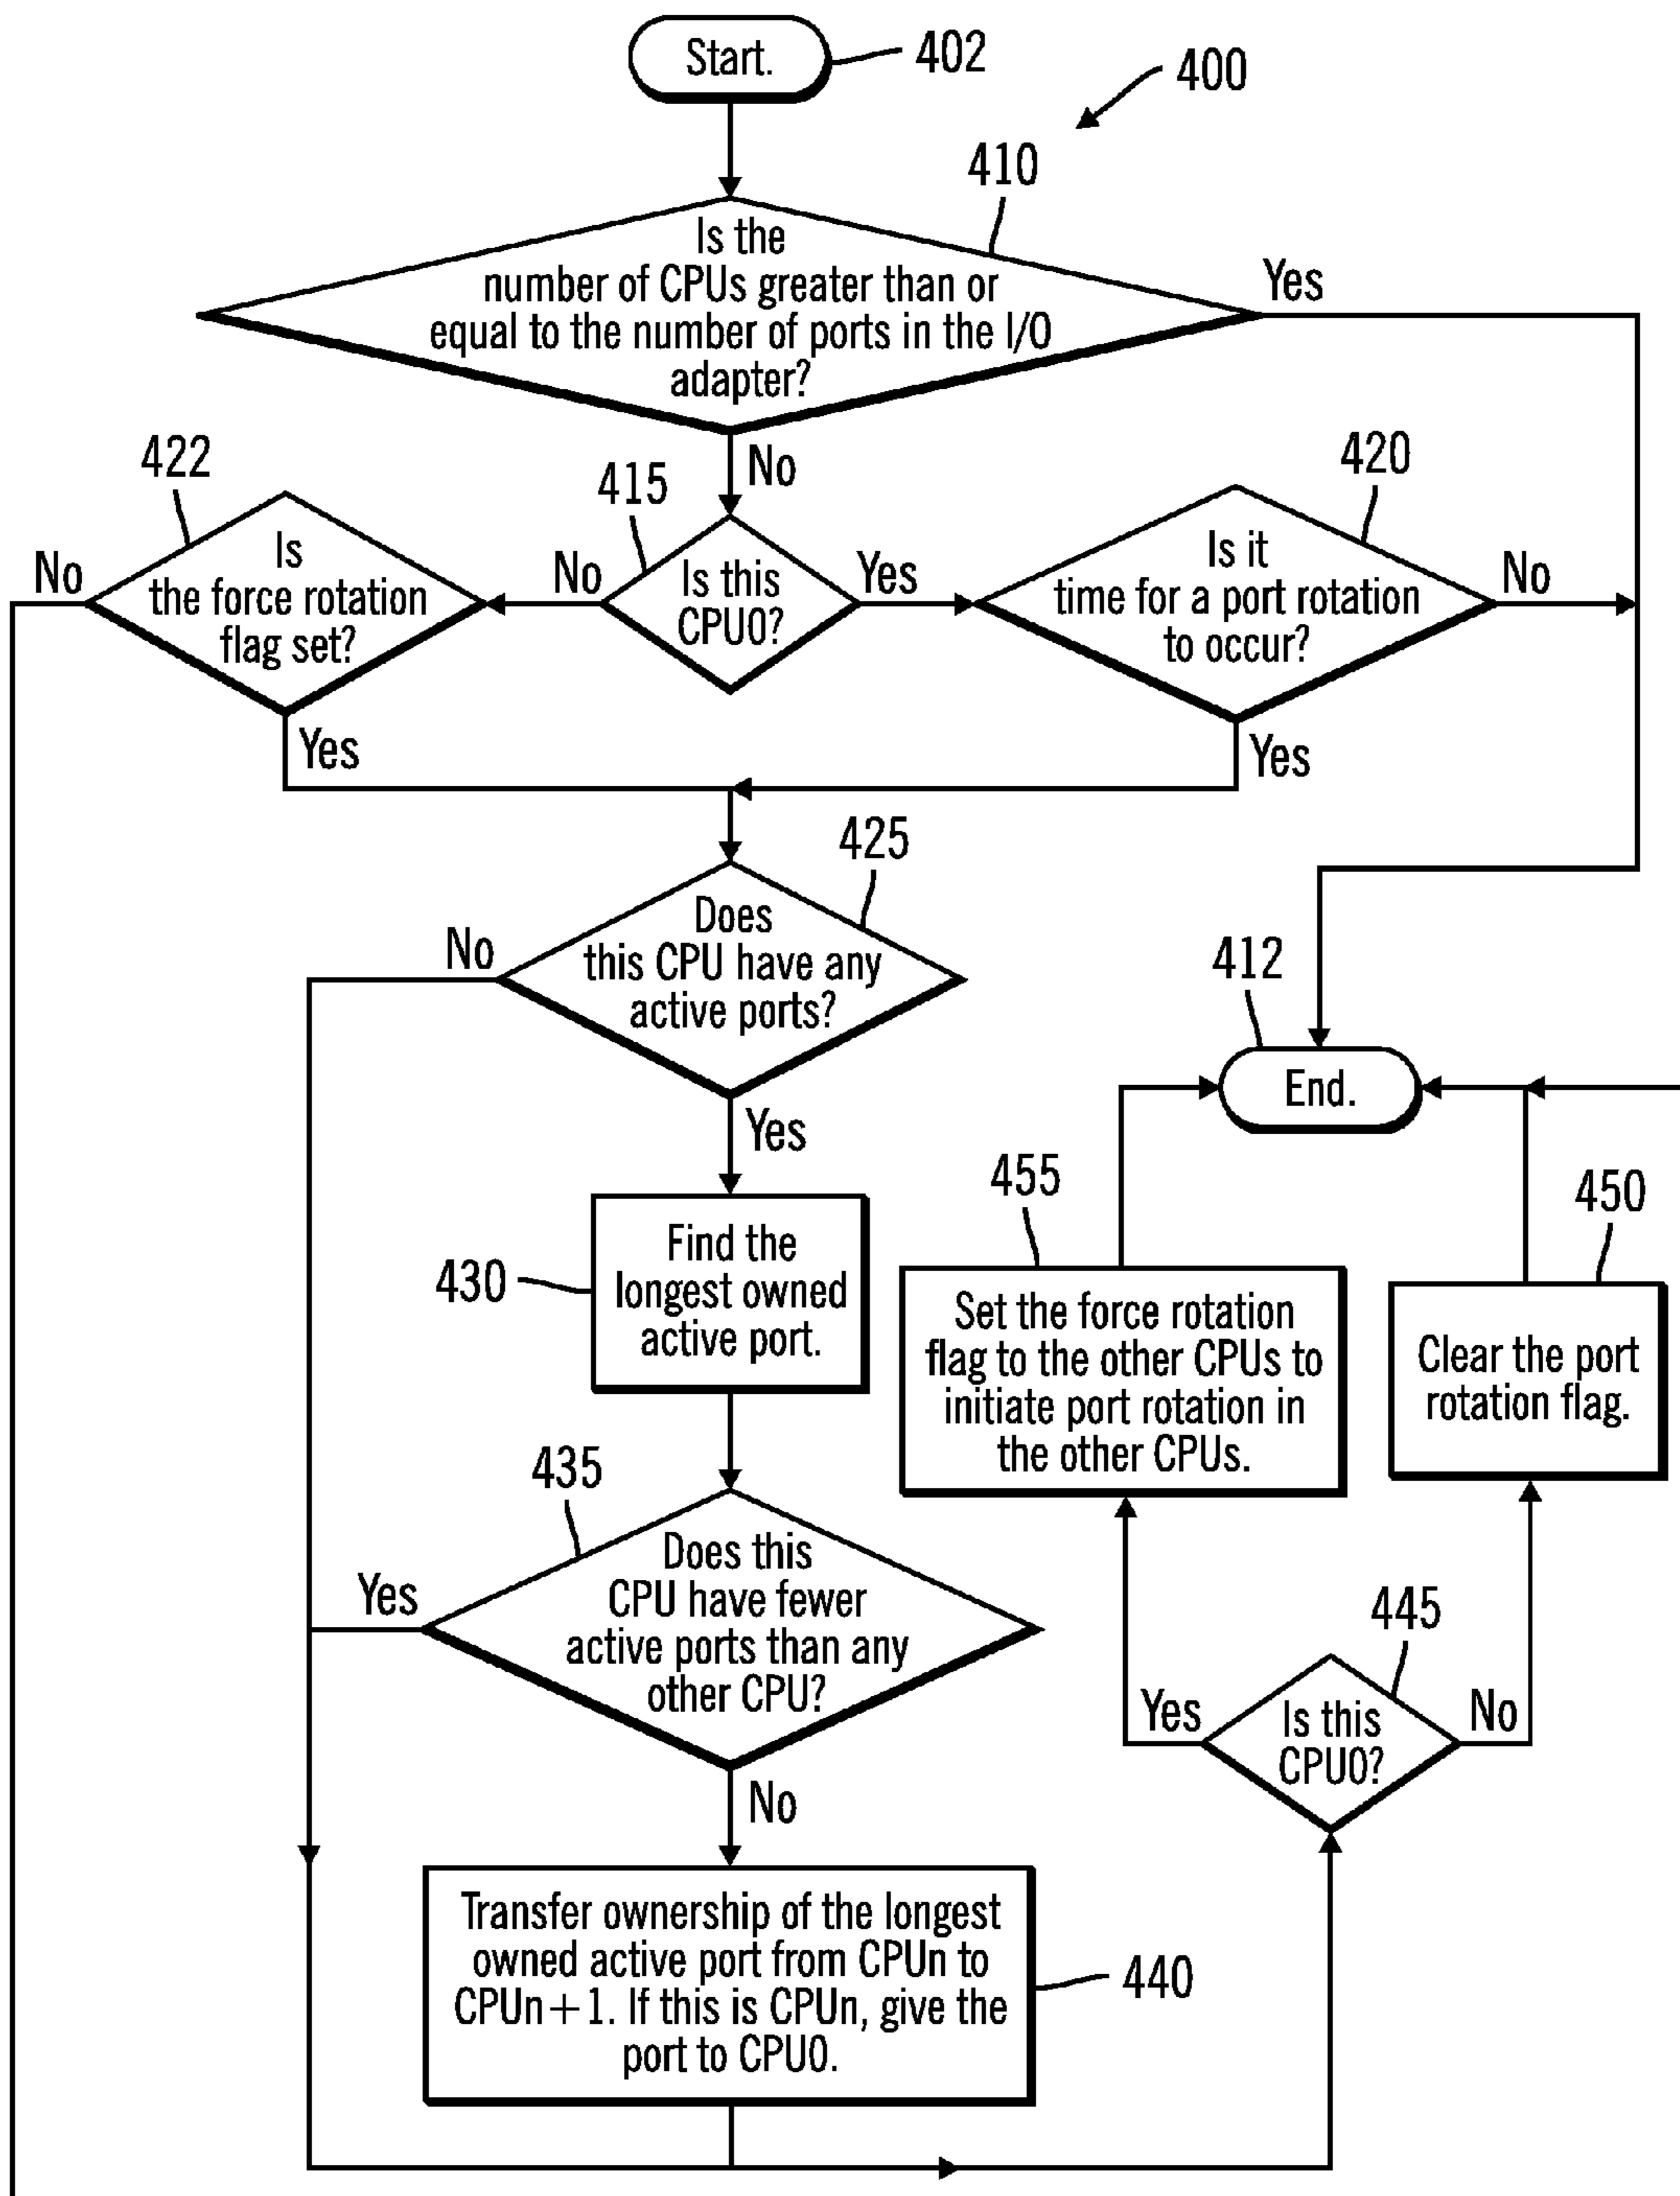 Start.
402
400
410
Is the
number of CPUs greater than or
equal to the number of ports in the I/O
adapter?
Yes
No
422
415
420
No
Is
the force rotation
flag set?
No
Is this
CPU0?
Yes
Is it
time for a port rotation
to occur?
No
Yes
Yes
425
Does
this CPU have any
active ports?
No
412
End.
Yes
455
450
430
Find the
longest owned
active port.
Set the force rotation
flag to the other CPUs to
initiate port rotation in
the other CPUs.
Clear the port
rotation flag.
435
Does this
CPU have fewer
active ports than any
other CPU?
Yes
445
Yes
Is this
CPU0?
No
No
Transfer ownership of the longest
owned active port from CPUn to
CPUn+1. If this is CPUn, give the
port to CPU0.
440